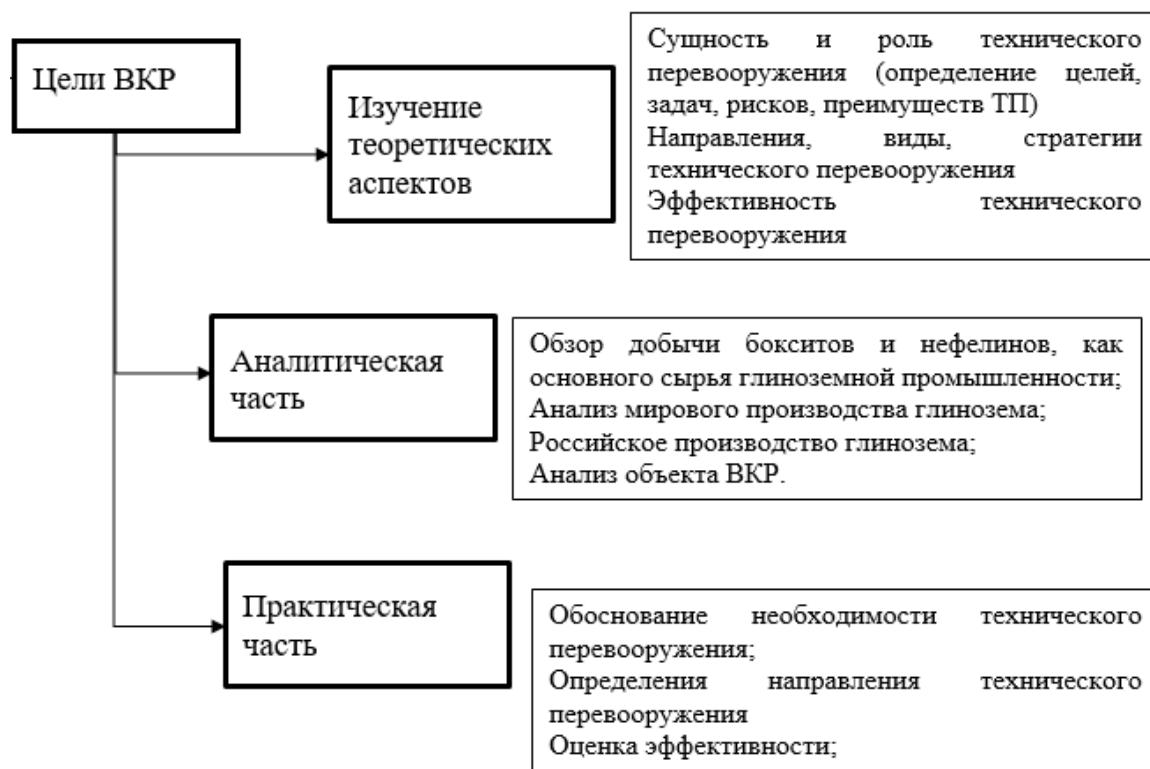 Цели ВКР
Изучение
теоретических
аспектов
Сущность и роль технического
перевооружения (определение целей,
задач, рисков, преимуществ ТП)
Направления, виды, стратегии
технического перевооружения
Эффективность технического
перевооружения
Аналитическая
часть
Обзор добычи бокситов и нефелинов, как
основного сырья глиноземной промышленности;
Анализ мирового производства глинозема;
Российское производство глинозема;
Анализ объекта ВКР.
Практическая
часть
Обоснование необходимости технического
перевооружения;
Определения направления технического
перевооружения
Оценка эффективности;